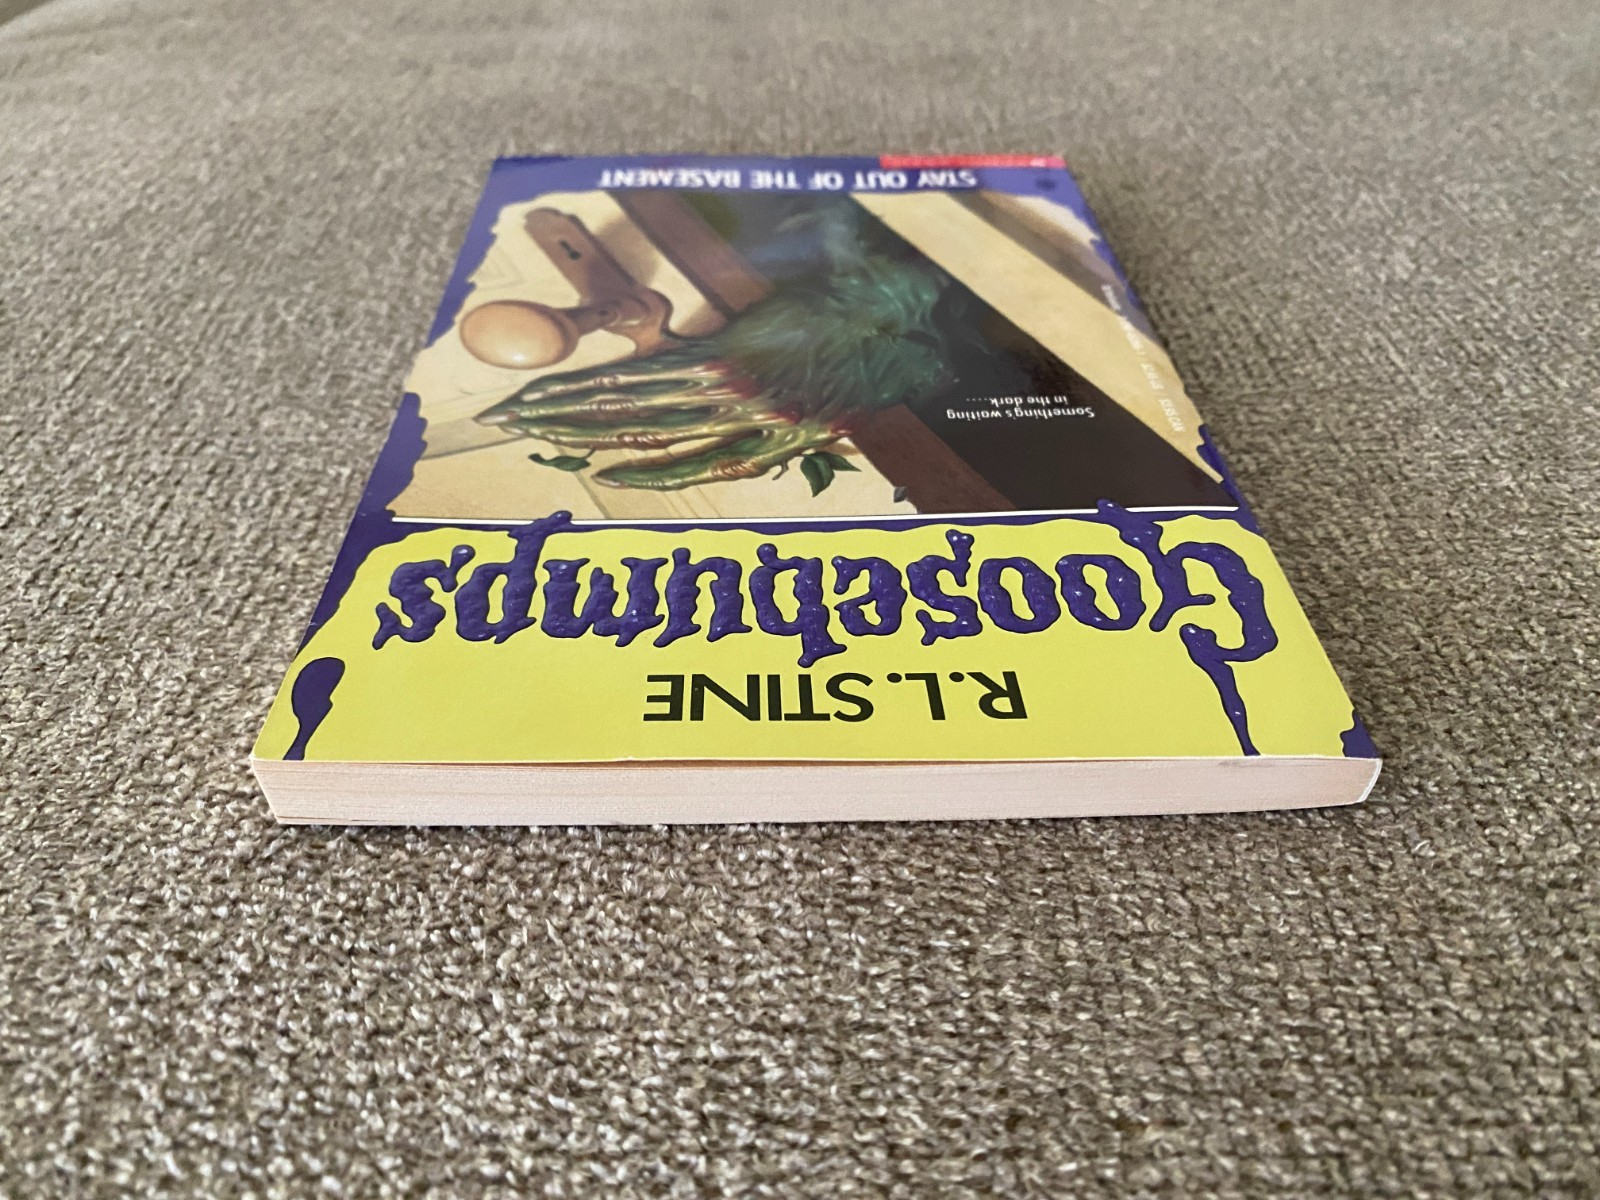 R.L. STINE
Goosebumps
Something's waiting
in the dark.....
STAY OUT OF THE BASEMENT